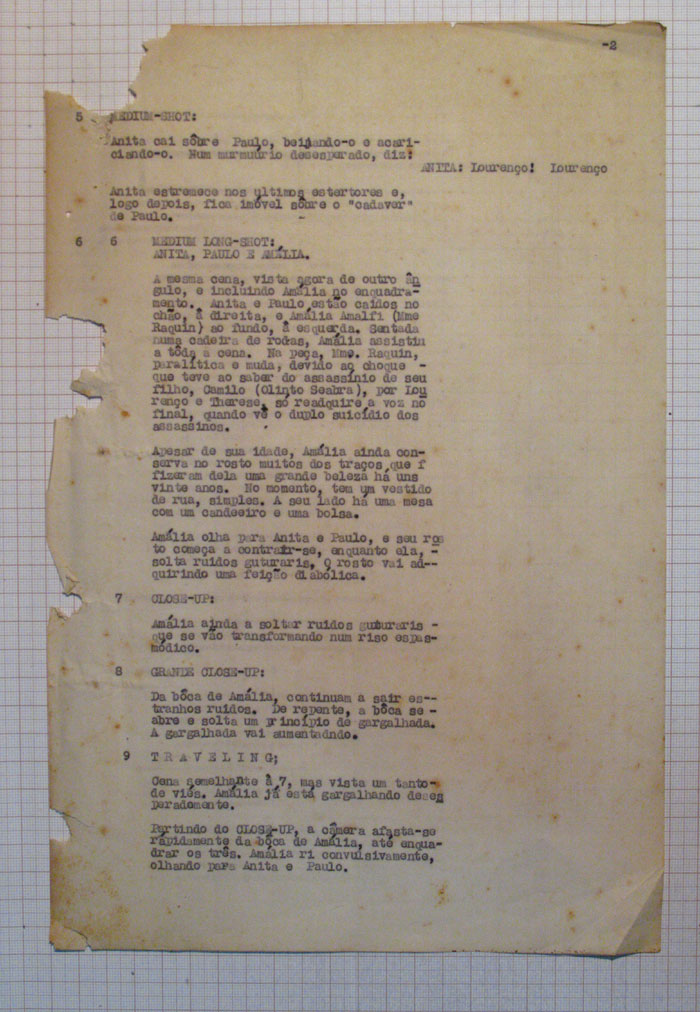 -2
5 MEDIUM-SHOT:
Anita cai sôbre Paulo, beijando-o e acari-
ciando-o. Num murmúrio desesperado, diz:
ANITA: Lourenço! Lourenço
Anita estremece nos ultimos estertores e,
logo depois, fica imóvel sôbre o "cadaver"
de Paulo. -
6 6 MEDIUM LONG-SHOT:
ANITA, PAULO E AMÁLIA.
A mesma cena, vista agora de outro ân
gulo, e incluindo Amália no enquadra-
mento. Anita e Paulo estão caídos no
chão, à direita, e Amália Amalfi (Mme
Raquin) ao fundo, à esquerda. Sentada
numa cadeira de rodas, Amália assistiu
a tôda a cena. Na peça, Mme. Raquin,
paralítica e muda, devido ao choque -
que teve ao saber do assassínio de seu
filho, Camilo (Olinto Seabra), por Lou
renço e Therese, só readquire a voz no
final, quando vê o duplo suicídio dos
assassinos.
Apesar de sua idade, Amália ainda con-
serva no rosto muitos dos traços que f
fizeram dela uma grande beleza há uns
vinte anos. No momento, tem um vestido
de rua, simples. A seu lado há uma mesa
com um candeeiro e uma bolsa.
Amália olha para Anita e Paulo, e seu ros
to começa a contrair-se, enquanto ela, -
solta ruidos guturaris, O rosto vai ad--
quirindo uma feição diabólica.
7 CLOSE-UP:
Amália ainda a soltar ruidos guturaris -
que se vão transformando num riso espas-
módico.
8 GRANDE CLOSE-UP:
Da bôca de Amália, continuam a sair es--
tranhos ruídos. De repente, a bôca se -
abre e solta um princípio de gargalhada.
A gargalhada vai aumentadndo.
9 T R A V E L I N G;
Cena semelhante à 7, mas vista um tanto-
de viés. Amália já está gargalhando deses
peradomente.
Partindo do CLOSE-UP, a câmera afasta-se
rapidamente da bôca de Amália, até enqua-
drar os três. Amália ri convulsivamente,
olhando para Anita e Paulo.